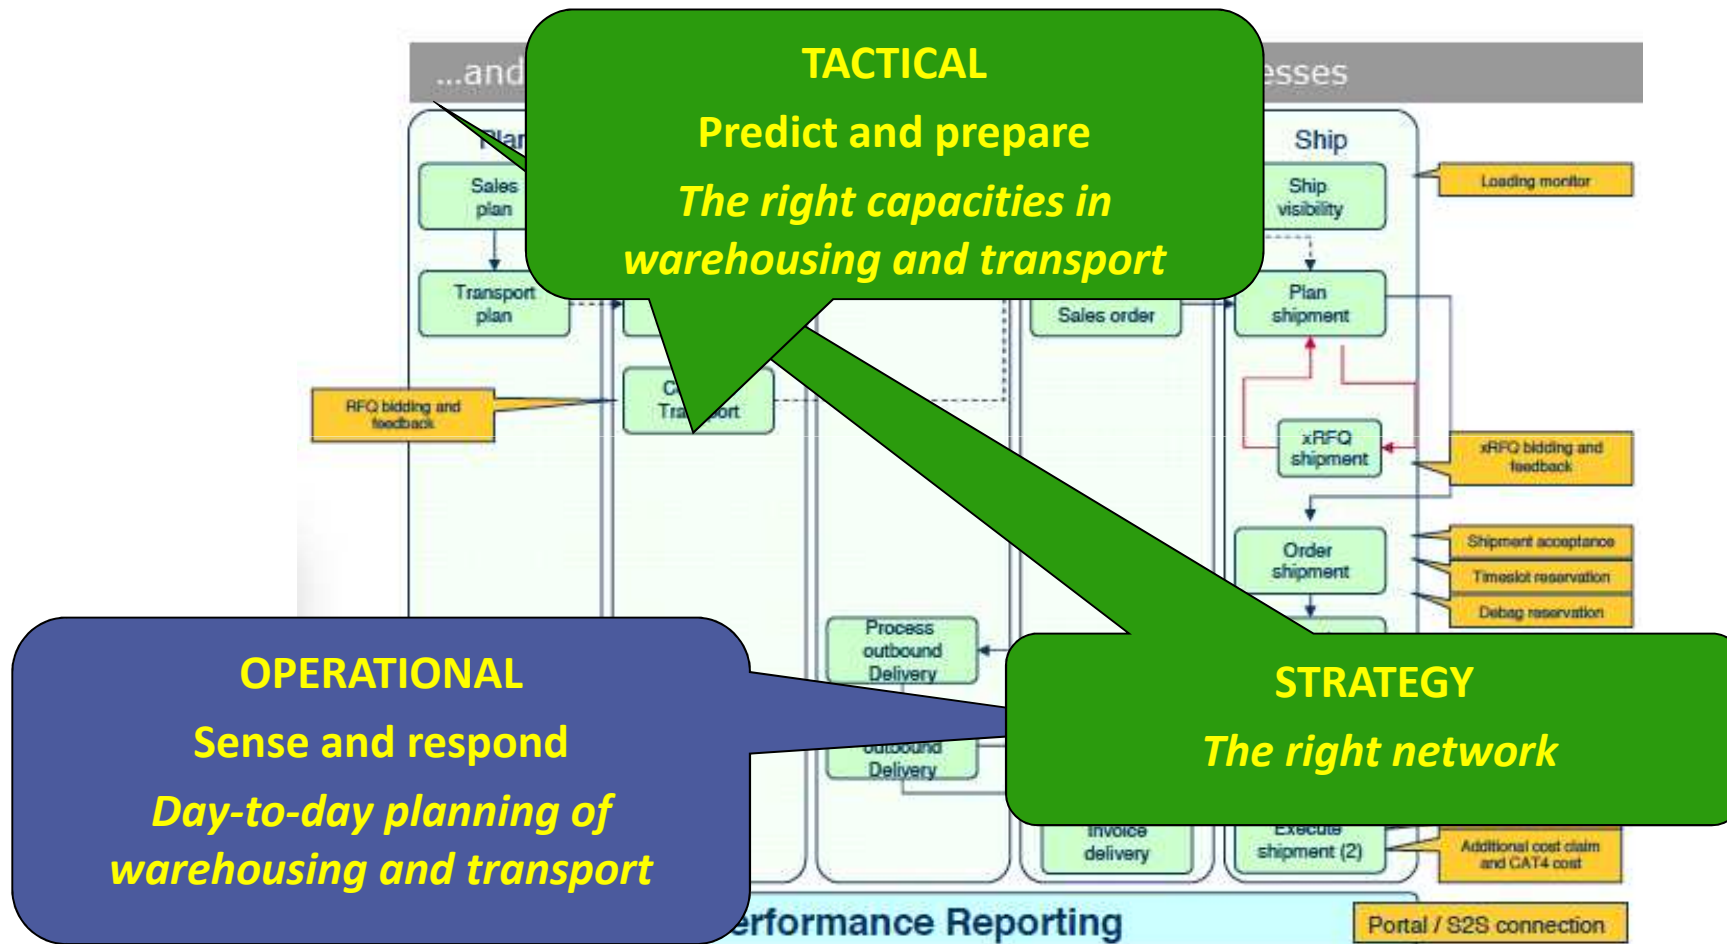 ...and
esses
TACTICAL
Predict and prepare
The right capacities in
warehousing and transport
Ship
Sales
plan
Ship
visibility
Loading monitor
Transport
plan
Sales order
Plan
shipment
RFQ bidding and
feedback
xRFQ
shipment
xRFQ bidding and
feedback
Order
shipment
Shipment acceptance
Timeslot reservation
Debag reservation
Process
outbound
Delivery
OPERATIONAL
Sense and respond
Day-to-day planning of
warehousing and transport
STRATEGY
The right network
outbound
Delivery
Invoice
delivery
Execute
shipment (2)
Additional cost claim
and CAT4 cost
erformance Reporting
Portal / S2S connection